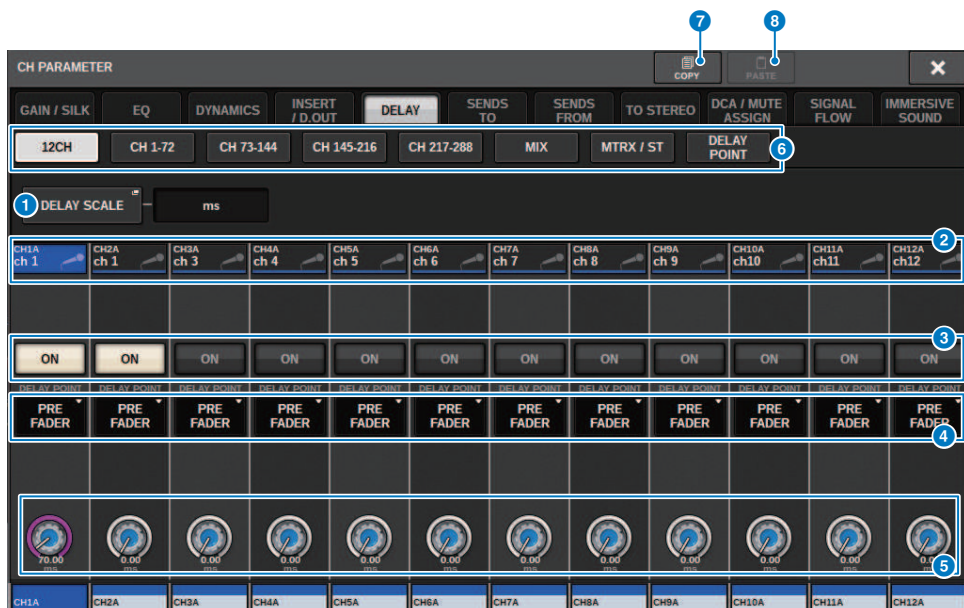 7 8
CH PARAMETER COPY PASTE
GAIN / SILK EQ DYNAMICS INSERT / D.OUT DELAY SENDS TO SENDS FROM TO STEREO DCA / MUTE ASSIGN SIGNAL FLOW IMMERSIVE SOUND
12CH CH 1-72 CH 73-144 CH 145-216 CH 217-288 MIX MTRX / ST DELAY POINT 6
1 DELAY SCALE ms
2
CH1A CH2A CH3A CH4A CH5A CH6A CH7A CH8A CH9A CH10A CH11A CH12A
ch 1 ch 1 ch 3 ch 4 ch 5 ch 6 ch 7 ch 8 ch 9 ch10 ch11 ch12
3
ON ON ON ON ON ON ON ON ON ON ON ON
DELAY POINT DELAY POINT DELAY POINT DELAY POINT DELAY POINT DELAY POINT DELAY POINT DELAY POINT DELAY POINT DELAY POINT DELAY POINT DELAY POINT
PRE PRE PRE PRE PRE PRE PRE PRE PRE PRE PRE PRE
FADER FADER FADER FADER FADER FADER FADER FADER FADER FADER FADER FADER
4
70.00 0.00 0.00 0.00 0.00 0.00 0.00 0.00 0.00 0.00 0.00 0.00
ms ms ms ms ms ms ms ms ms ms ms ms
5
CH1A CH2A CH3A CH4A CH5A CH6A CH7A CH8A CH9A CH10A CH11A CH12A